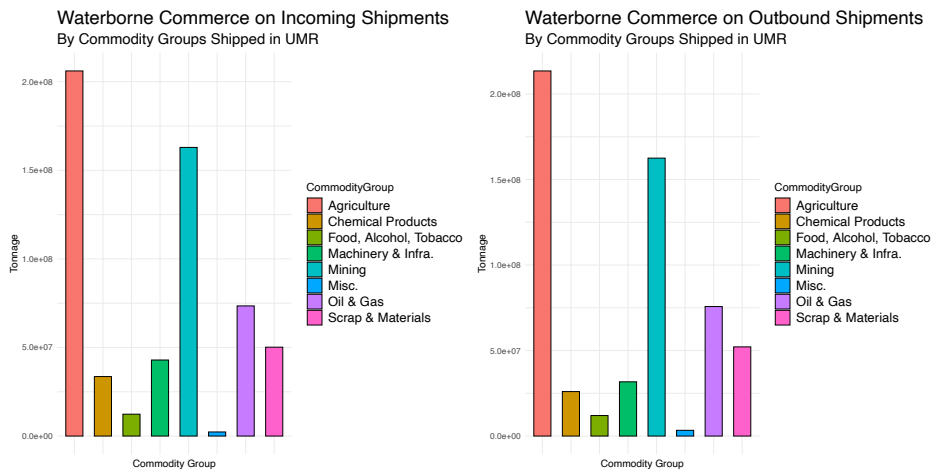 Waterborne Commerce on Incoming Shipments
By Commodity Groups Shipped in UMR
2.0e+08
1.5e+08
1.0e+08
5.0e+07
0.0e+00
Tonnage
Commodity Group
CommodityGroup
Agriculture
Chemical Products
Food, Alcohol, Tobacco
Machinery & Infra.
Mining
Misc.
Oil & Gas
Scrap & Materials
Waterborne Commerce on Outbound Shipments
By Commodity Groups Shipped in UMR
2.0e+08
1.5e+08
1.0e+08
5.0e+07
0.0e+00
Tonnage
Commodity Group
CommodityGroup
Agriculture
Chemical Products
Food, Alcohol, Tobacco
Machinery & Infra.
Mining
Misc.
Oil & Gas
Scrap & Materials